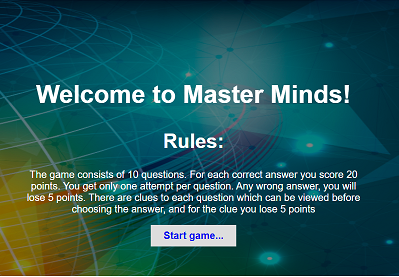 Welcome to Master Minds!
Rules:
The game consists of 10 questions. For each correct answer you score 20
points. You get only one attempt per question. Any wrong answer, you will
lose 5 points. There are clues to each question which can be viewed before
choosing the answer, and for the clue you lose 5 points
Start game...